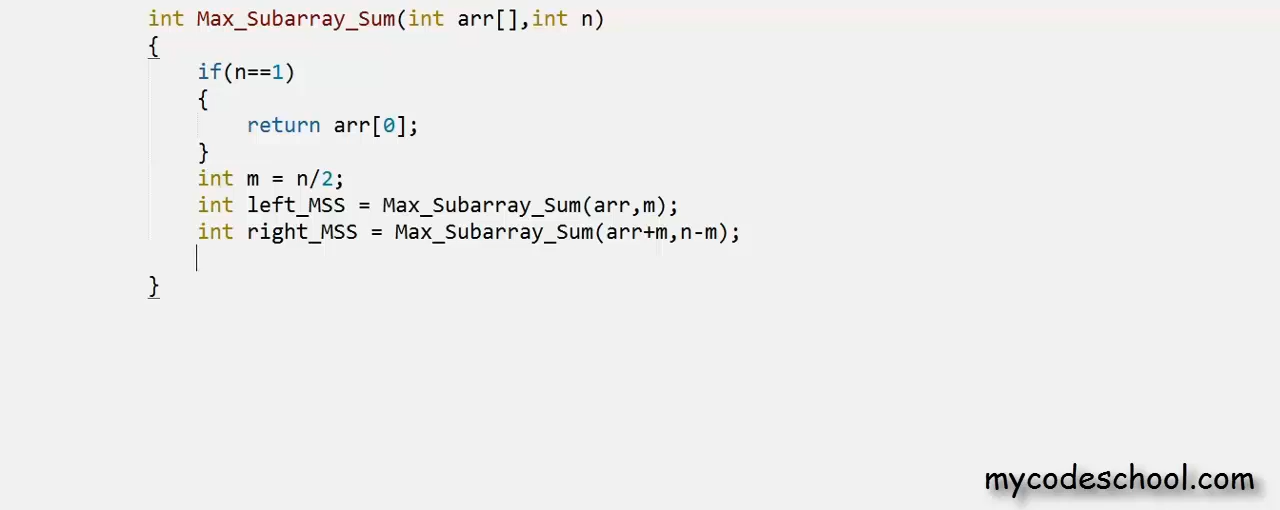 int Max_Subarray_Sum(int arr[],int n)
{
    if(n==1)
    {
        return arr[0];
    }
    int m = n/2;
    int left_MSS = Max_Subarray_Sum(arr,m);
    int right_MSS = Max_Subarray_Sum(arr+m,n-m);
}
mycodeschool.com